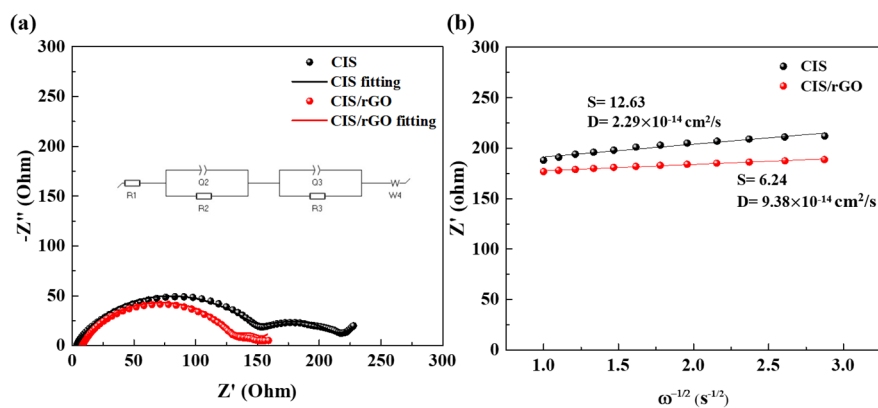 (a)
CIS
CIS fitting
CIS/rGO
CIS/rGO fitting
R1
Q2
R2
Q3
R3
W
W4
-Z'' (Ohm)
300
250
200
150
100
50
0
0 50 100 150 200 250 300
Z' (Ohm)
(b)
CIS
CIS/rGO
S= 12.63
D= 2.29×10⁻¹⁴ cm²/s
S= 6.24
D= 9.38×10⁻¹⁴ cm²/s
Z' (ohm)
300
250
200
150
100
50
0
1.0 1.5 2.0 2.5 3.0
ω⁻¹/² (s⁻¹/²)